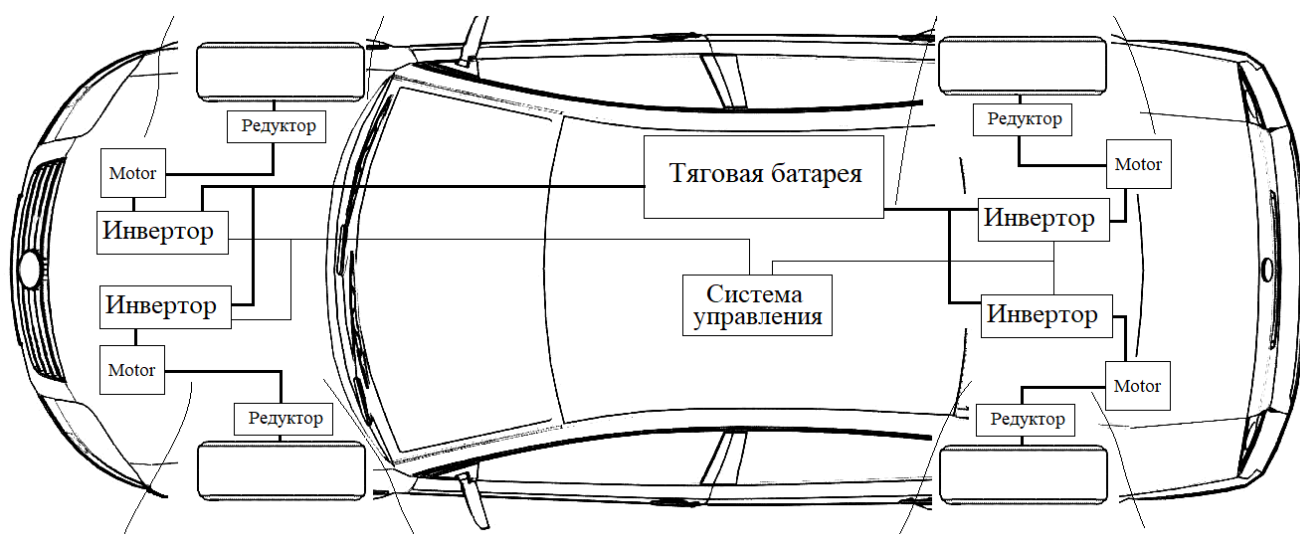 Редуктор
Редуктор
Motor
Тяговая батарея
Motor
Инвертор
Инвертор
Инвертор
Система
управления
Инвертор
Motor
Motor
Редуктор
Редуктор